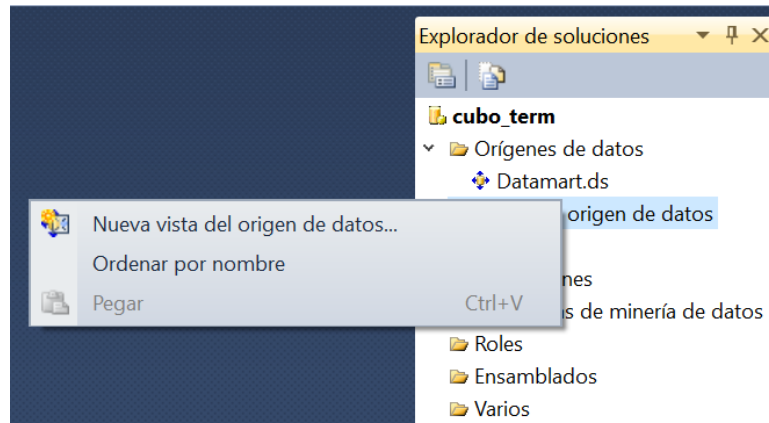 Explorador de soluciones
cubo_term
Orígenes de datos
Datamart.ds
origen de datos
Nueva vista del origen de datos...
Ordenar por nombre
nes
Pegar Ctrl+V
s de minería de datos
Roles
Ensamblados
Varios